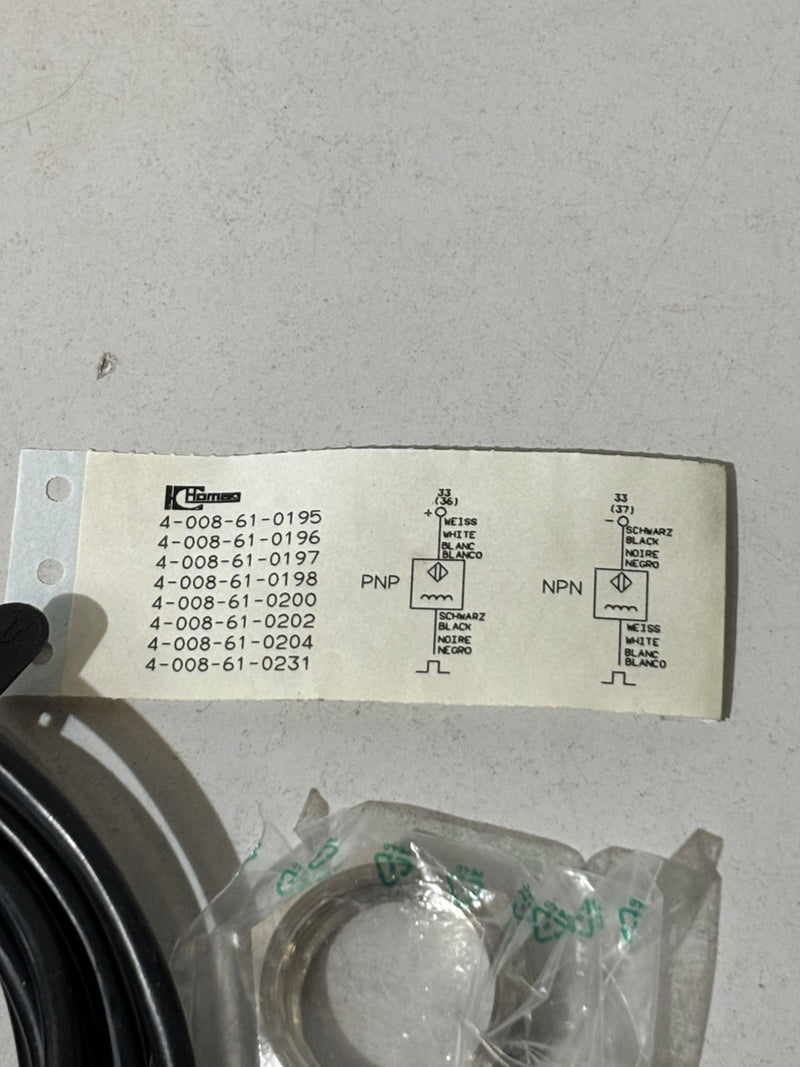 4-008-61-0195
4-008-61-0196
4-008-61-0197
4-008-61-0198
4-008-61-0200
4-008-61-0202
4-008-61-0204
4-008-61-0231
33
(36)
+
WEISS
WHITE
BLANC
BLANCO
PNP
SCHWARZ
BLACK
NOIRE
NEGRO
33
(37)
-
SCHWARZ
BLACK
NOIRE
NEGRO
NPN
WEISS
WHITE
BLANC
BLANCO